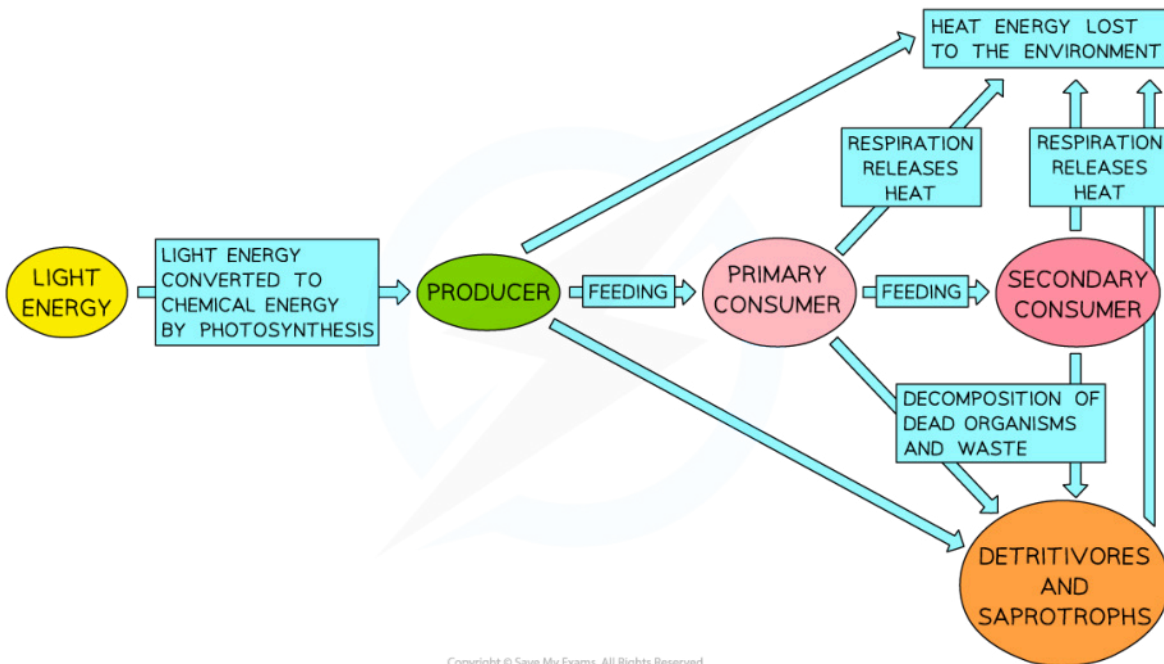 HEAT ENERGY LOST
TO THE ENVIRONMENT
RESPIRATION
RELEASES
HEAT
RESPIRATION
RELEASES
HEAT
LIGHT
ENERGY
LIGHT ENERGY
CONVERTED TO
CHEMICAL ENERGY
BY PHOTOSYNTHESIS
PRODUCER
FEEDING
PRIMARY
CONSUMER
FEEDING
SECONDARY
CONSUMER
DECOMPOSITION OF
DEAD ORGANISMS
AND WASTE
DETRITIVORES
AND
SAPROTROPHS
Copyright © Save My Exams. All Rights Reserved